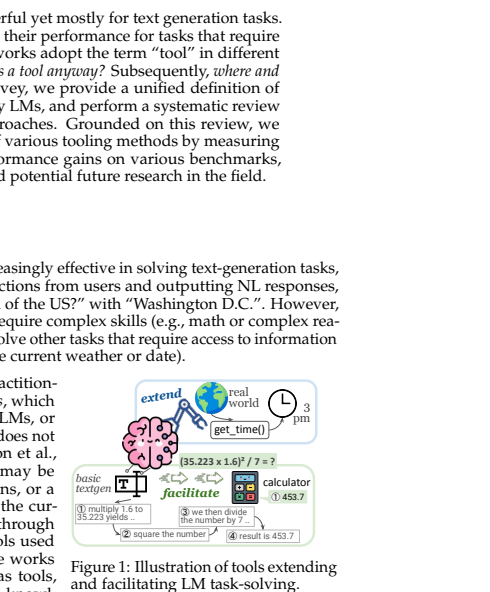 erful yet mostly for text generation tasks.
their performance for tasks that require
works adopt the term “tool” in different
s a tool anyway? Subsequently, where and
vey, we provide a unified definition of
y LMs, and perform a systematic review
roaches. Grounded on this review, we
f various tooling methods by measuring
ormance gains on various benchmarks,
d potential future research in the field.
easingly effective in solving text-generation tasks,
ctions from users and outputting NL responses,
l of the US?” with “Washington D.C.”. However,
equire complex skills (e.g., math or complex rea-
olve other tasks that require access to information
e current weather or date).
actition-
s, which
LMs, or
does not
on et al.,
may be
ns, or a
the cur-
through
ols used
e works
as tools,
extend
real
world
3
pm
get_time()
(35.223 x 1.6)² / 7 = ?
basic
textgen
T
facilitate
calculator
① 453.7
① multiply 1.6 to
35.223 yields ..
② square the number
③ we then divide
the number by 7 ..
④ result is 453.7
Figure 1: Illustration of tools extending
and facilitating LM task-solving.